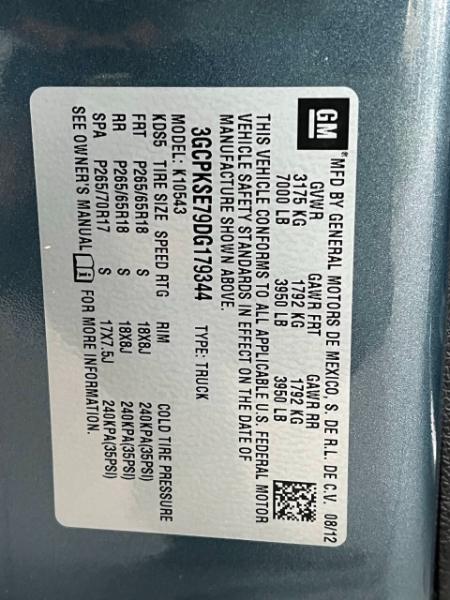 GM
*MFD BY GENERAL MOTORS DE MEXICO, S. DE R.L. DE C.V. 08/12
GVWR GAWR FRT GAWR RR
3175 KG 1792 KG 1792 KG
7000 LB 3950 LB 3950 LB
THIS VEHICLE CONFORMS TO ALL APPLICABLE U.S. FEDERAL MOTOR
VEHICLE SAFETY STANDARDS IN EFFECT ON THE DATE OF
MANUFACTURE SHOWN ABOVE.
3GCPKSE79DG179344 TYPE: TRUCK
MODEL: K10543
KDS5 TIRE SIZE SPEED RTG RIM COLD TIRE PRESSURE
FRT P265/65R18 S 18X8J 240KPA(35PSI)
RR P265/65R18 S 18X8J 240KPA(35PSI)
SPA P265/70R17 S 17X7.5J 240KPA(35PSI)
SEE OWNER'S MANUAL FOR MORE INFORMATION.